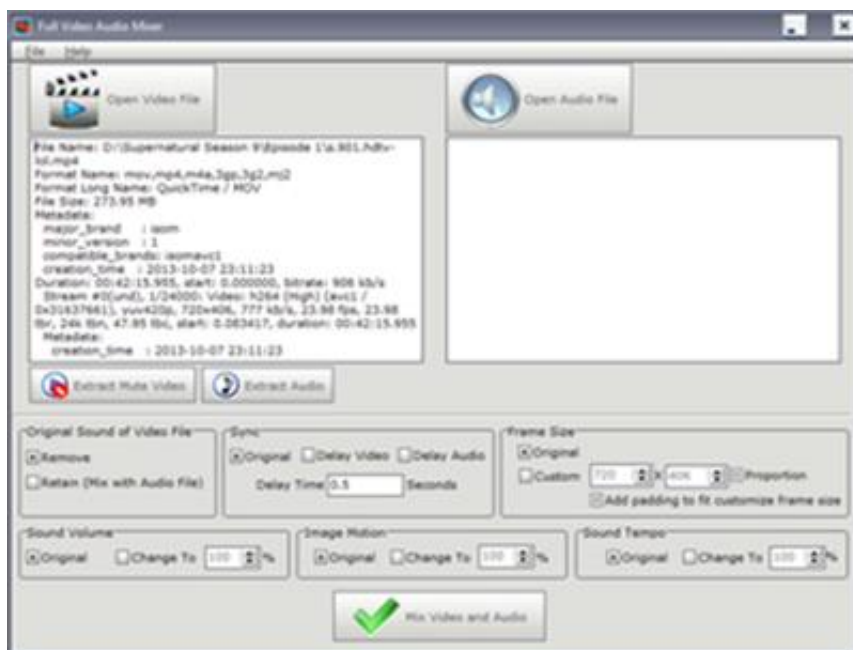 Full Video Audio Mixer
File Help
Open Video File
Open Audio File
File Name: D:\Supernatural Season 9\Episode 1\s.901.hdtv-
lol.mp4
Format Name: mov,mp4,m4a,3gp,3g2,mj2
Format Long Name: QuickTime / MOV
File Size: 273.95 MB
Metadata:
major_brand : isom
minor_version : 1
compatible_brands: isomavc1
creation_time : 2013-10-07 23:11:23
Duration: 00:42:15.955, start: 0.000000, bitrate: 906 kb/s
Stream #0(und), 1/24000: Video: h264 (High) (avc1 /
0x31637661), yuv420p, 720x406, 777 kb/s, 23.98 fps, 23.98
tbr, 24k tbn, 47.95 tbc, start: 0.083417, duration: 00:42:15.955
Metadata:
creation_time : 2013-10-07 23:11:23
Extract Mute Video
Extract Audio
Original Sound of Video File
Remove
Retain (Mix with Audio File)
Sync
Original Delay Video Delay Audio
Delay Time 0.5 Seconds
Frame Size
Original
Custom 720 X 406 Proportion
Add padding to fit customize frame size
Sound Volume
Original Change To 100 %
Image Motion
Original Change To 100 %
Sound Tempo
Original Change To 100 %
Mix Video and Audio